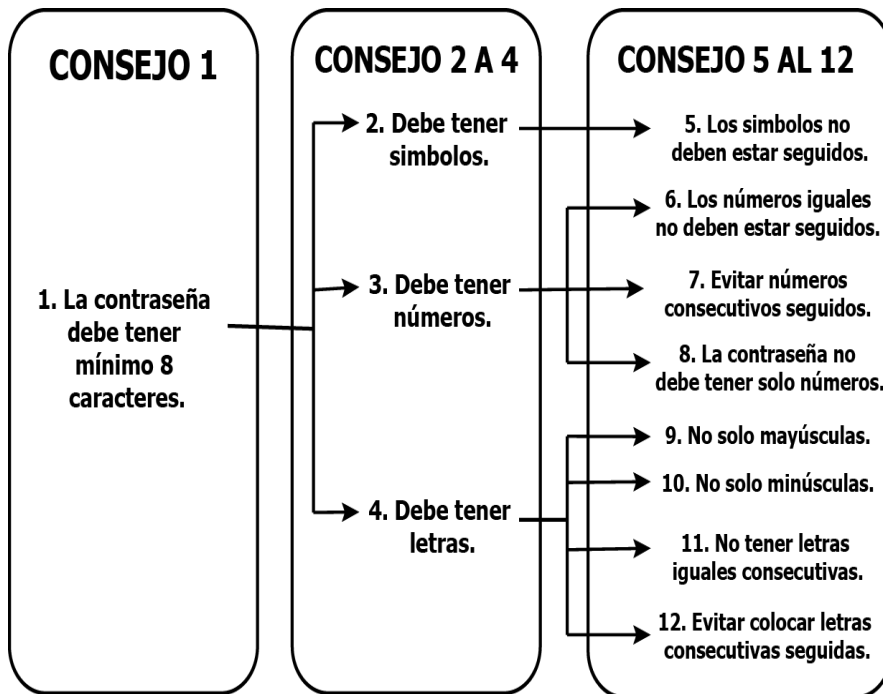 CONSEJO 1
1. La contraseña
debe tener
mínimo 8
caracteres.
CONSEJO 2 A 4
2. Debe tener
simbolos.
3. Debe tener
números.
4. Debe tener
letras.
CONSEJO 5 AL 12
5. Los simbolos no
deben estar seguidos.
6. Los números iguales
no deben estar seguidos.
7. Evitar números
consecutivos seguidos.
8. La contraseña no
debe tener solo números.
9. No solo mayúsculas.
10. No solo minúsculas.
11. No tener letras
iguales consecutivas.
12. Evitar colocar letras
consecutivas seguidas.